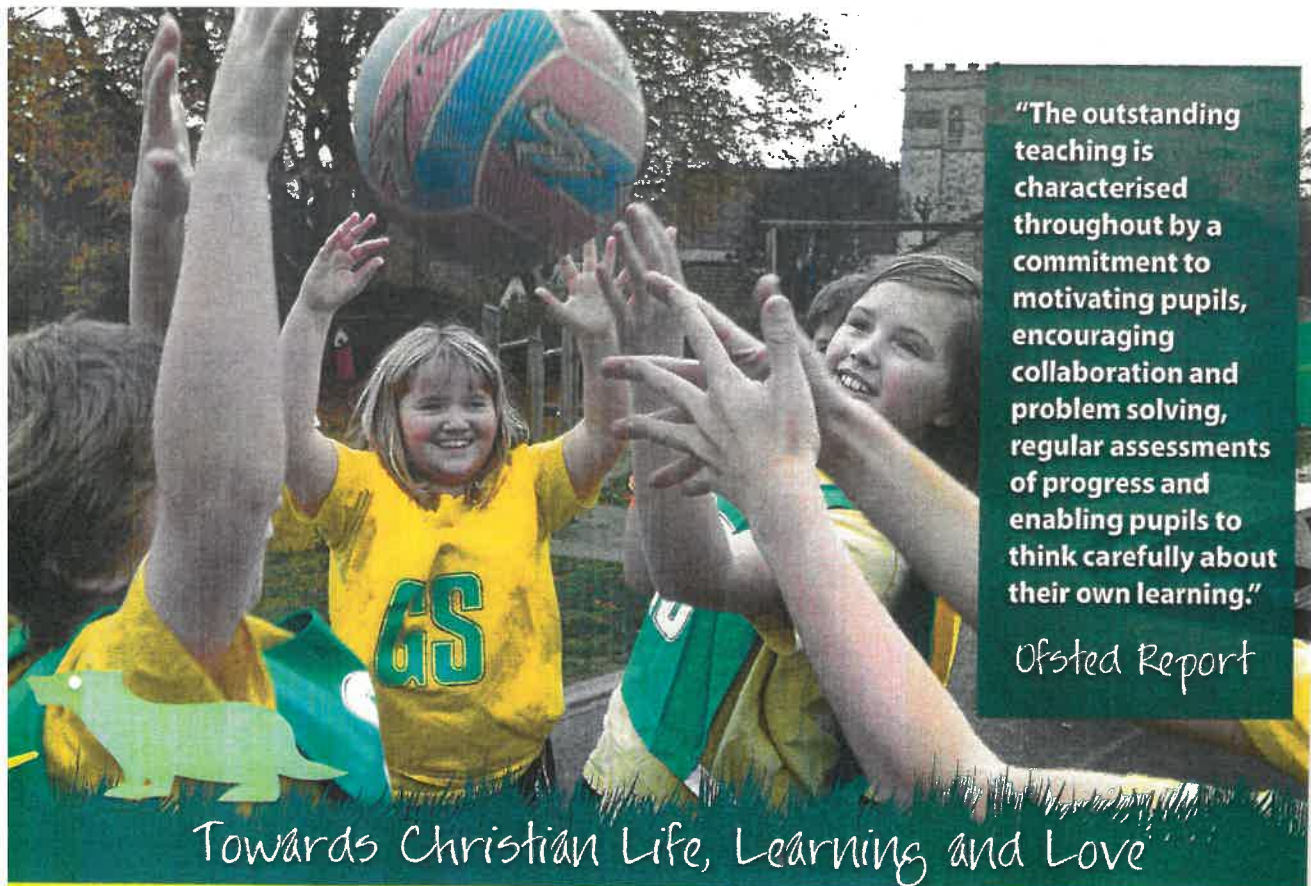 "The outstanding
teaching is
characterised
throughout by a
commitment to
motivating pupils,
encouraging
collaboration and
problem solving,
regular assessments
of progress and
enabling pupils to
think carefully about
their own learning."
Ofsted Report
GS
Towards Christian Life, Learning and Love